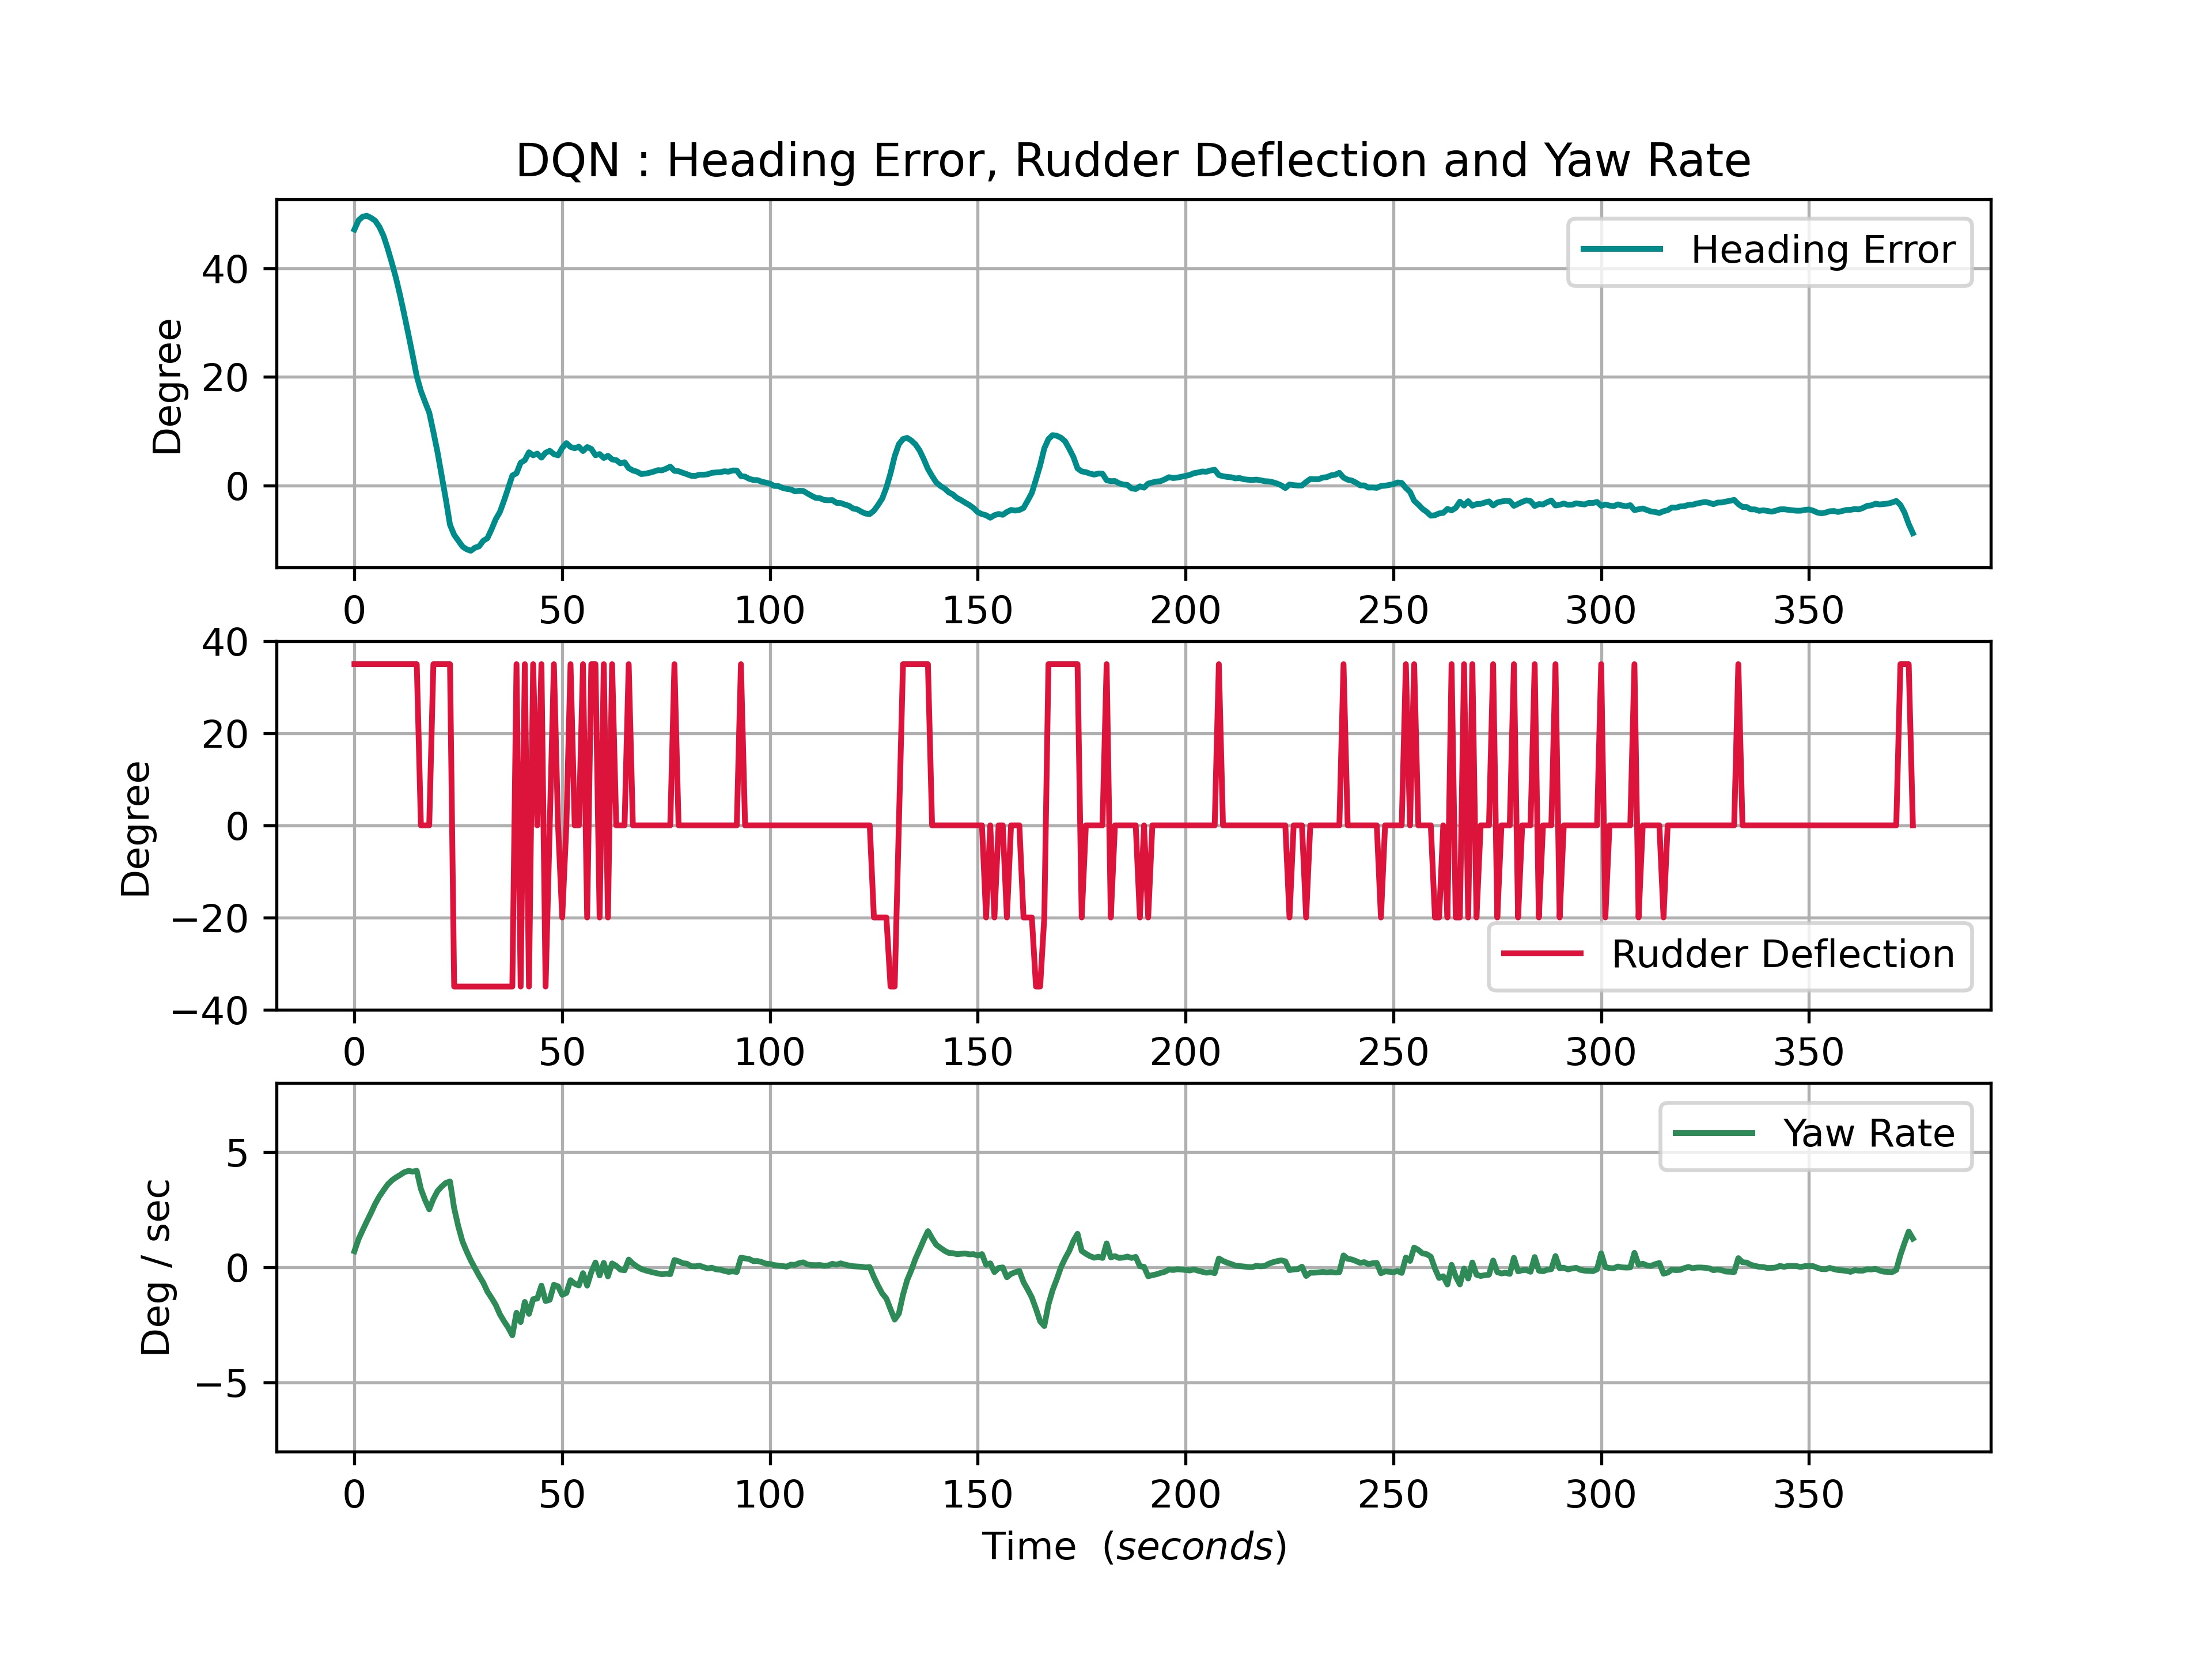 DQN : Heading Error, Rudder Deflection and Yaw Rate
Heading Error
40
20
0
Degree
0 50 100 150 200 250 300 350
40
20
0
−20
−40
Degree
Rudder Deflection
0 50 100 150 200 250 300 350
Yaw Rate
5
0
−5
Deg / sec
0 50 100 150 200 250 300 350
Time (seconds)